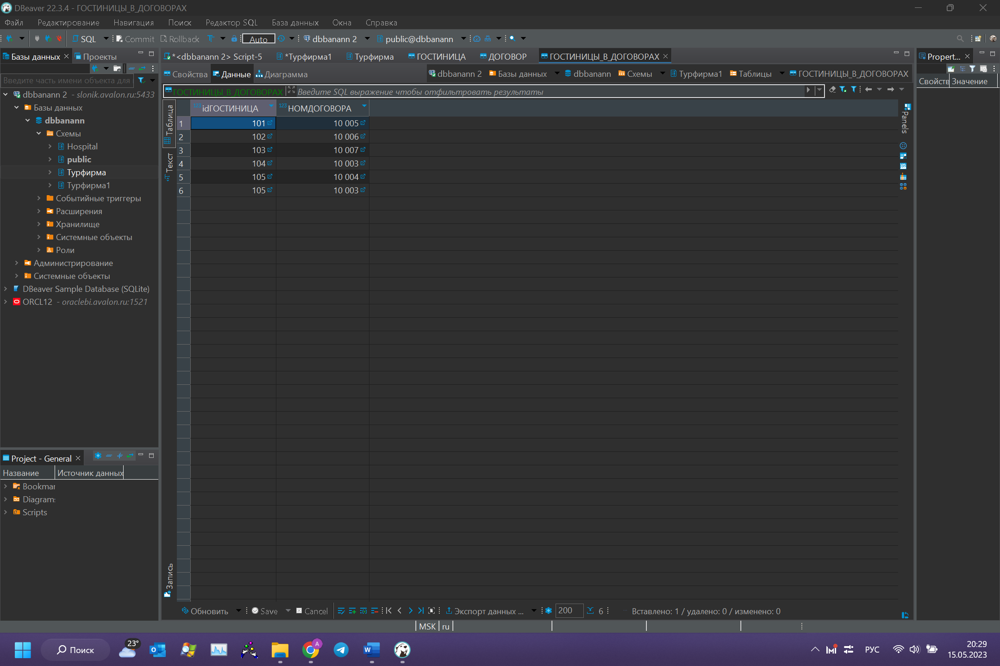 DBeaver 22.3.4 - ГОСТИНИЦЫ_В_ДОГОВОРАХ
Файл Редактирование Навигация Поиск Редактор SQL База данных Окна Справка
SQL Commit Rollback Auto dbbanann 2 public@dbbanann
Базы данных Проекты
*<dbbanann 2> Script-5 *Турфирма1 Турфирма ГОСТИНИЦА ДОГОВОР ГОСТИНИЦЫ_В_ДОГОВОРАХ
Propert...
Свойства Данные Диаграмма
dbbanann 2 Базы данных dbbanann Схемы Турфирма1 Таблицы ГОСТИНИЦЫ_В_ДОГОВОРАХ
Введите часть имени объекта для
Свойств Значение
ГОСТИНИЦЫ_В_ДОГОВОРАХ Введите SQL выражение чтобы отфильтровать результаты
dbbanann 2 - slonik.avalon.ru:5433
Базы данных
dbbanann
Схемы
Hospital
public
Турфирма
Турфирма1
Событийные триггеры
Расширения
Хранилище
Системные объекты
Роли
Администрирование
Системные объекты
DBeaver Sample Database (SQLite)
ORCL12 - oraclebi.avalon.ru:1521
Таблица
Текст
Запись
123 idГОСТИНИЦА 123 НОМДОГОВОРА
1 101 10 005
2 102 10 006
3 103 10 007
4 104 10 003
5 105 10 004
6 105 10 003
Panels
Project - General
Название Источник данных
Bookmar
Diagrams
Scripts
Обновить Save Cancel Экспорт данных ... 200 6 Вставлено: 1 / удалено: 0 / изменено: 0
MSK ru
23°
Поиск
A
РУС
20:29
15.05.2023